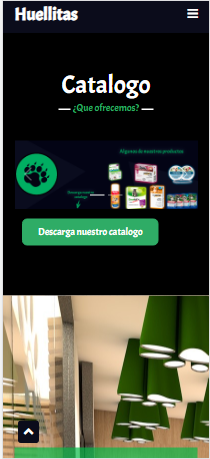 Huellitas
Catalogo
¿Que ofrecemos?
Algunos de nuestros productos
Descarga nuestro catalogo